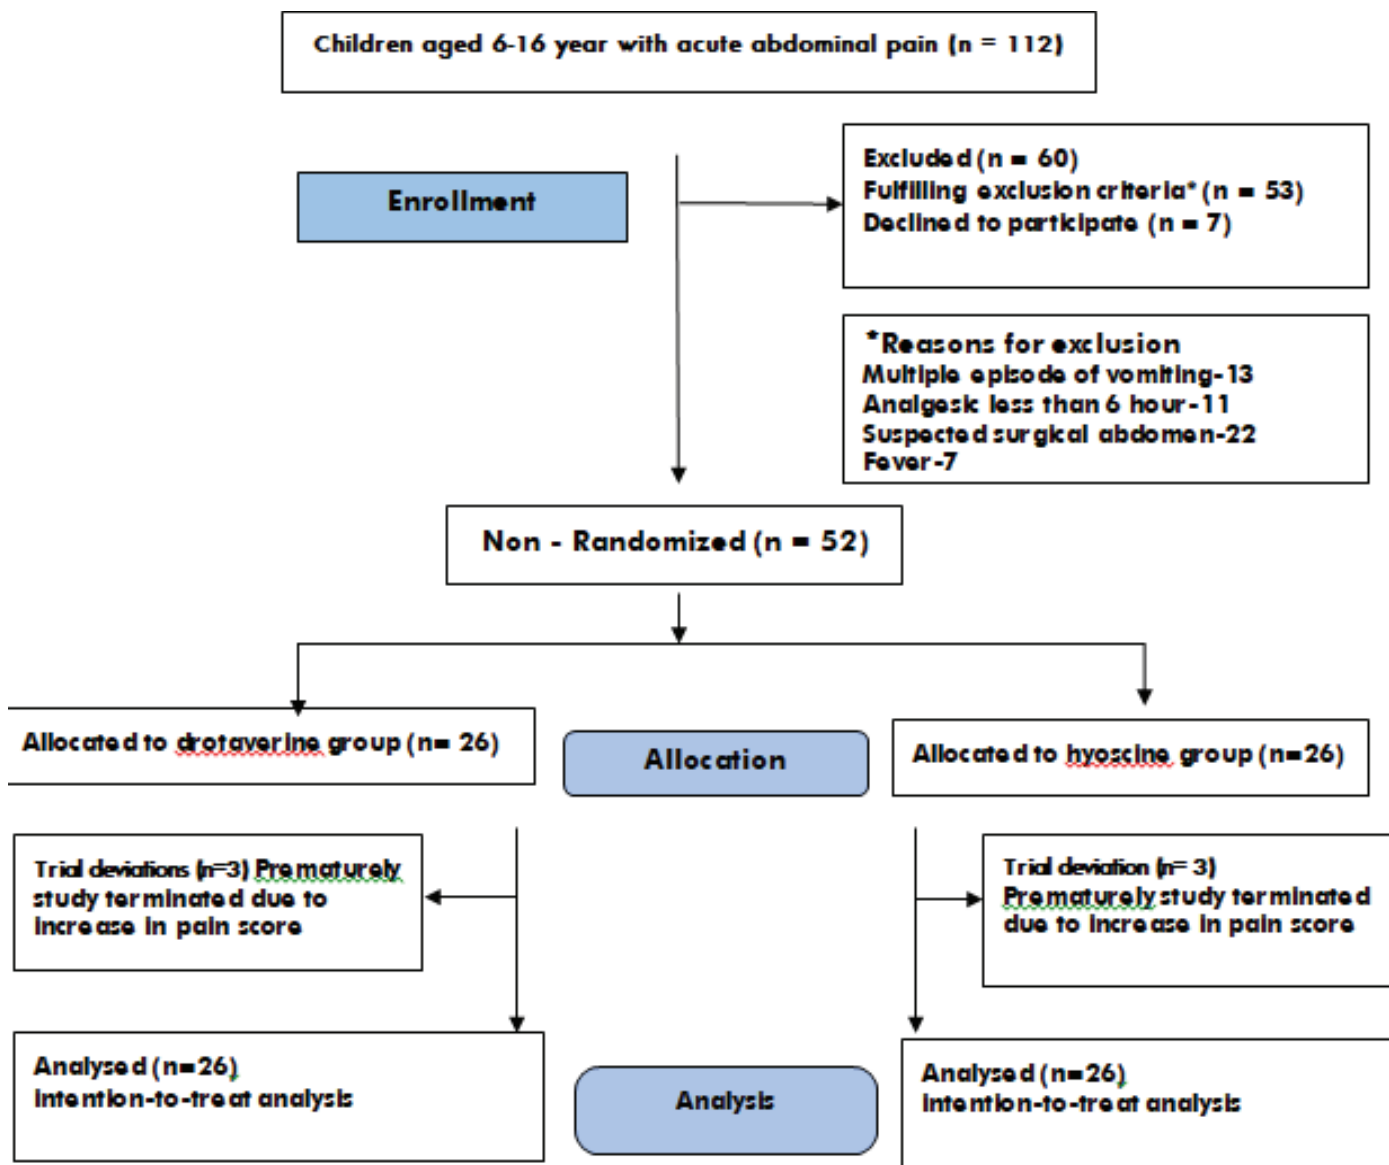 Children aged 6-16 year with acute abdominal pain (n = 112)
Enrollment
Excluded (n = 60)
Fulfilling exclusion criteria* (n = 53)
Declined to participate (n = 7)
*Reasons for exclusion
Multiple episode of vomiting-13
Analgesic less than 6 hour-11
Suspected surgical abdomen-22
Fever-7
Non - Randomized (n = 52)
Allocated to drotaverine group (n= 26)
Allocation
Allocated to hyoscine group (n=26)
Trial deviations (n=3) Prematurely
study terminated due to
increase in pain score
Trial deviation (n= 3)
Prematurely study terminated
due to increase in pain score
Analysed (n=26)
intention-to-treat analysis
Analysis
Analysed (n=26)
intention-to-treat analysis